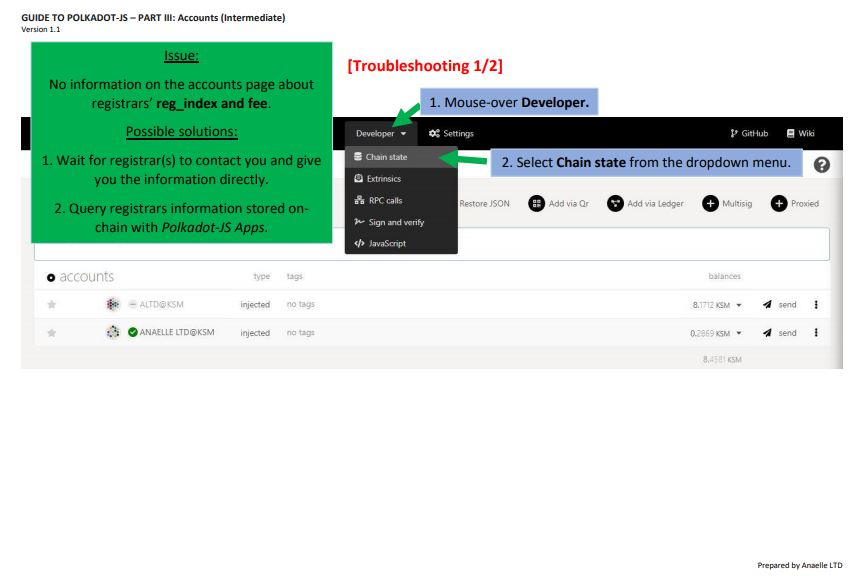 GUIDE TO POLKADOT-JS – PART III: Accounts (Intermediate)
Version 1.1
Issue:
No information on the accounts page about
registrars’ reg_index and fee.
Possible solutions:
1. Wait for registrar(s) to contact you and give
you the information directly.
2. Query registrars information stored on-
chain with Polkadot-JS Apps.
[Troubleshooting 1/2]
1. Mouse-over Developer.
Developer
Settings
GitHub
Wiki
Chain state
2. Select Chain state from the dropdown menu.
?
Extrinsics
RPC calls
Sign and verify
JavaScript
Restore JSON
Add via Qr
Add via Ledger
Multisig
Proxied
accounts type tags balances
ALTD@KSM injected no tags 8.1712 KSM send
ANAELLE LTD@KSM injected no tags 0.2869 KSM send
8.4581 KSM
Prepared by Anaelle LTD